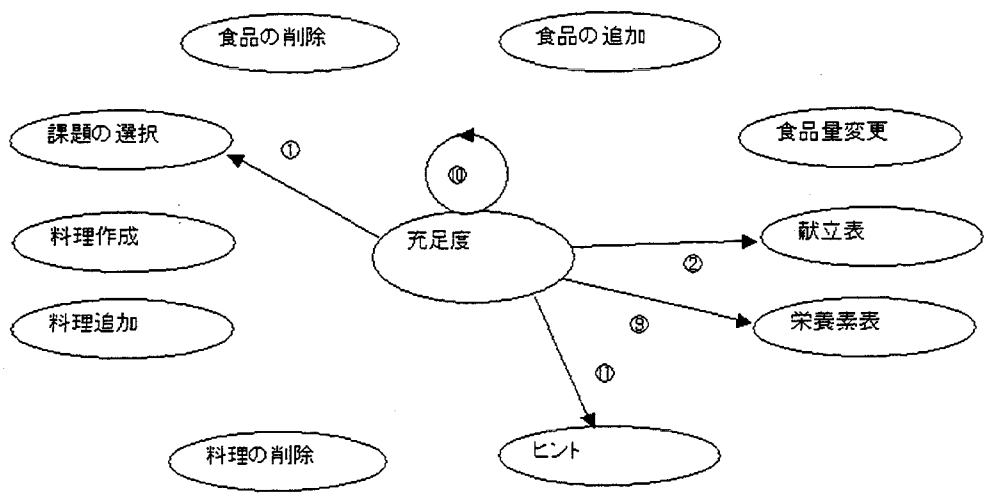 食品の削除
食品の追加
課題の選択
①
⑩
食品量変更
料理作成
充足度
献立表
②
料理追加
⑨
栄養素表
⑪
料理の削除
ヒント